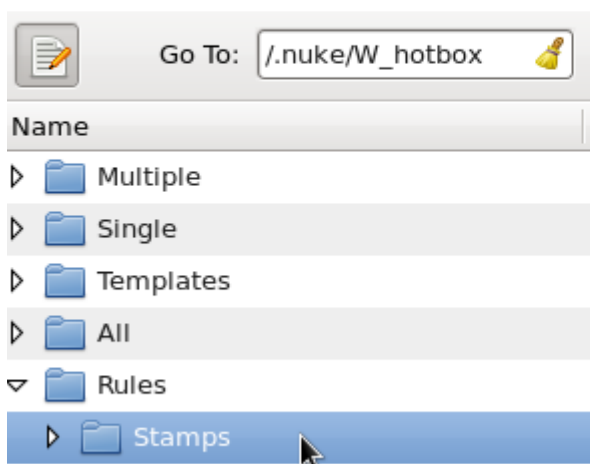 Go To: /.nuke/W_hotbox
Name
Multiple
Single
Templates
All
Rules
Stamps